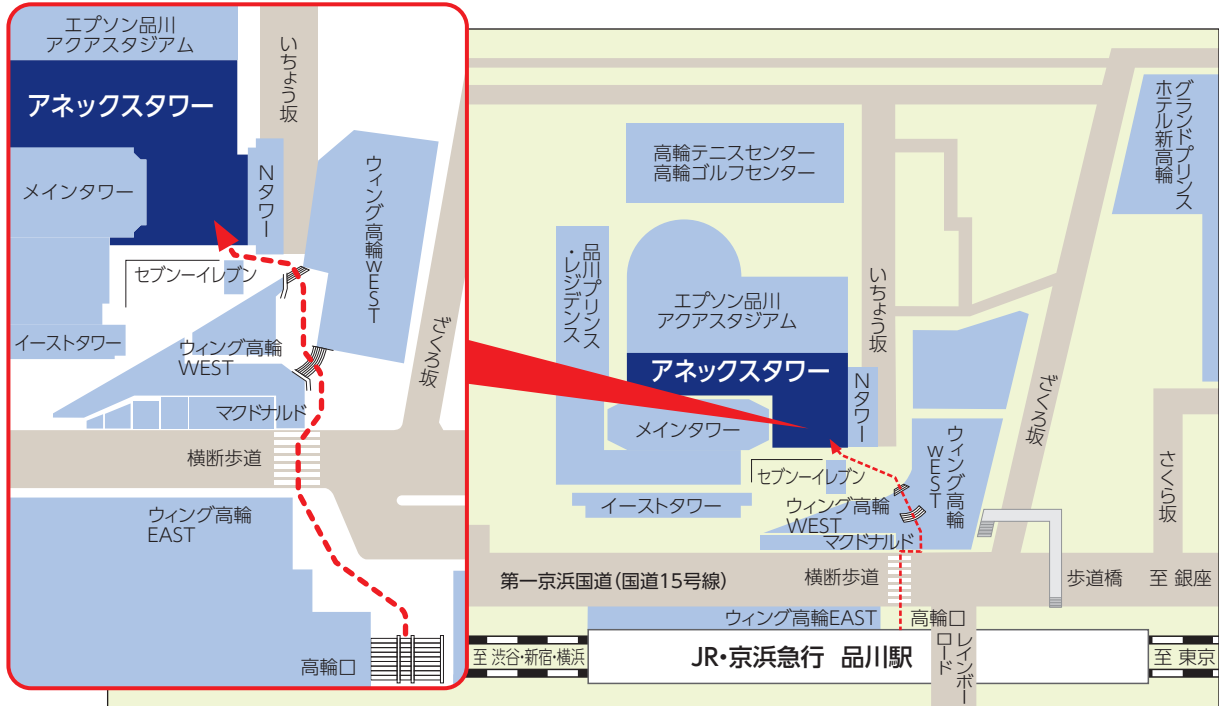 エプソン品川
アクアスタジアム
いちょう坂
アネックスタワー
メインタワー
Nタワー
ウィング高輪WEST
セブン-イレブン
イーストタワー
ウィング高輪
WEST
ざくろ坂
マクドナルド
横断歩道
ウィング高輪
EAST
高輪口
高輪テニスセンター
高輪ゴルフセンター
グランドプリンス
ホテル新高輪
品川プリンス
・レジデンス
エプソン品川
アクアスタジアム
いちょう坂
アネックスタワー
Nタワー
メインタワー
ざくろ坂
ウィング高輪
WEST
さくら坂
セブン-イレブン
イーストタワー
ウィング高輪
WEST
マクドナルド
第一京浜国道(国道15号線)
横断歩道
歩道橋
至 銀座
ウィング高輪EAST
高輪口
至 渋谷・新宿・横浜
JR・京浜急行 品川駅
レインボー
ロード
至 東京